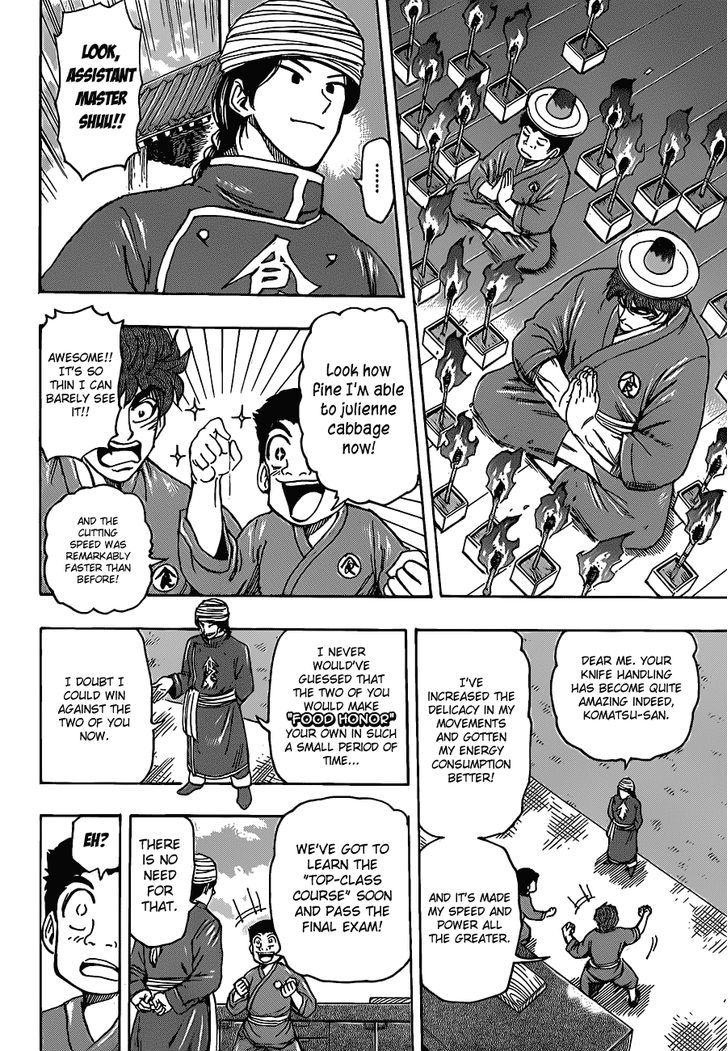 LOOK,
ASSISTANT
MASTER
SHUU!!
......
Look how
fine I'm able
to julienne
cabbage
now!
AWESOME!!
IT'S SO
THIN I CAN
BARELY SEE
IT!!
AND THE
CUTTING
SPEED WAS
REMARKABLY
FASTER THAN
BEFORE!
DEAR ME. YOUR
KNIFE HANDLING
HAS BECOME QUITE
AMAZING INDEED,
KOMATSU-SAN.
I'VE
INCREASED THE
DELICACY IN MY
MOVEMENTS
AND GOTTEN
MY ENERGY
CONSUMPTION
BETTER!
AND IT'S MADE
MY SPEED AND
POWER ALL
THE GREATER.
I NEVER
WOULD'VE
GUESSED THAT
THE TWO OF YOU
WOULD MAKE
"FOOD HONOR"
YOUR OWN IN SUCH
A SMALL PERIOD OF
TIME...
I DOUBT I
COULD WIN
AGAINST THE
TWO OF YOU
NOW.
WE'VE GOT TO
LEARN THE
"TOP-CLASS
COURSE" SOON
AND PASS THE
FINAL EXAM!
THERE
IS NO
NEED
FOR
THAT.
EH?